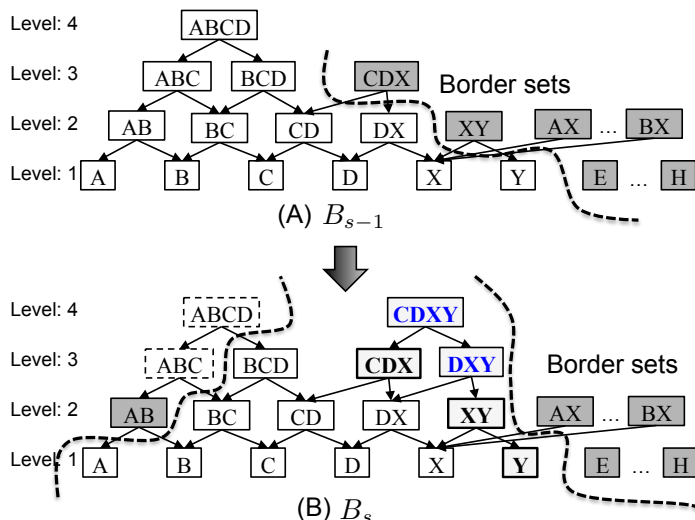 Level: 4 ABCD
Level: 3 ABC BCD CDX Border sets
Level: 2 AB BC CD DX XY AX ... BX
Level: 1 A B C D X Y E ... H
(A) B_{s-1}
Level: 4 ABCD CDXY
Level: 3 ABC BCD CDX DXY Border sets
Level: 2 AB BC CD DX XY AX ... BX
Level: 1 A B C D X Y E ... H
(B) B_s